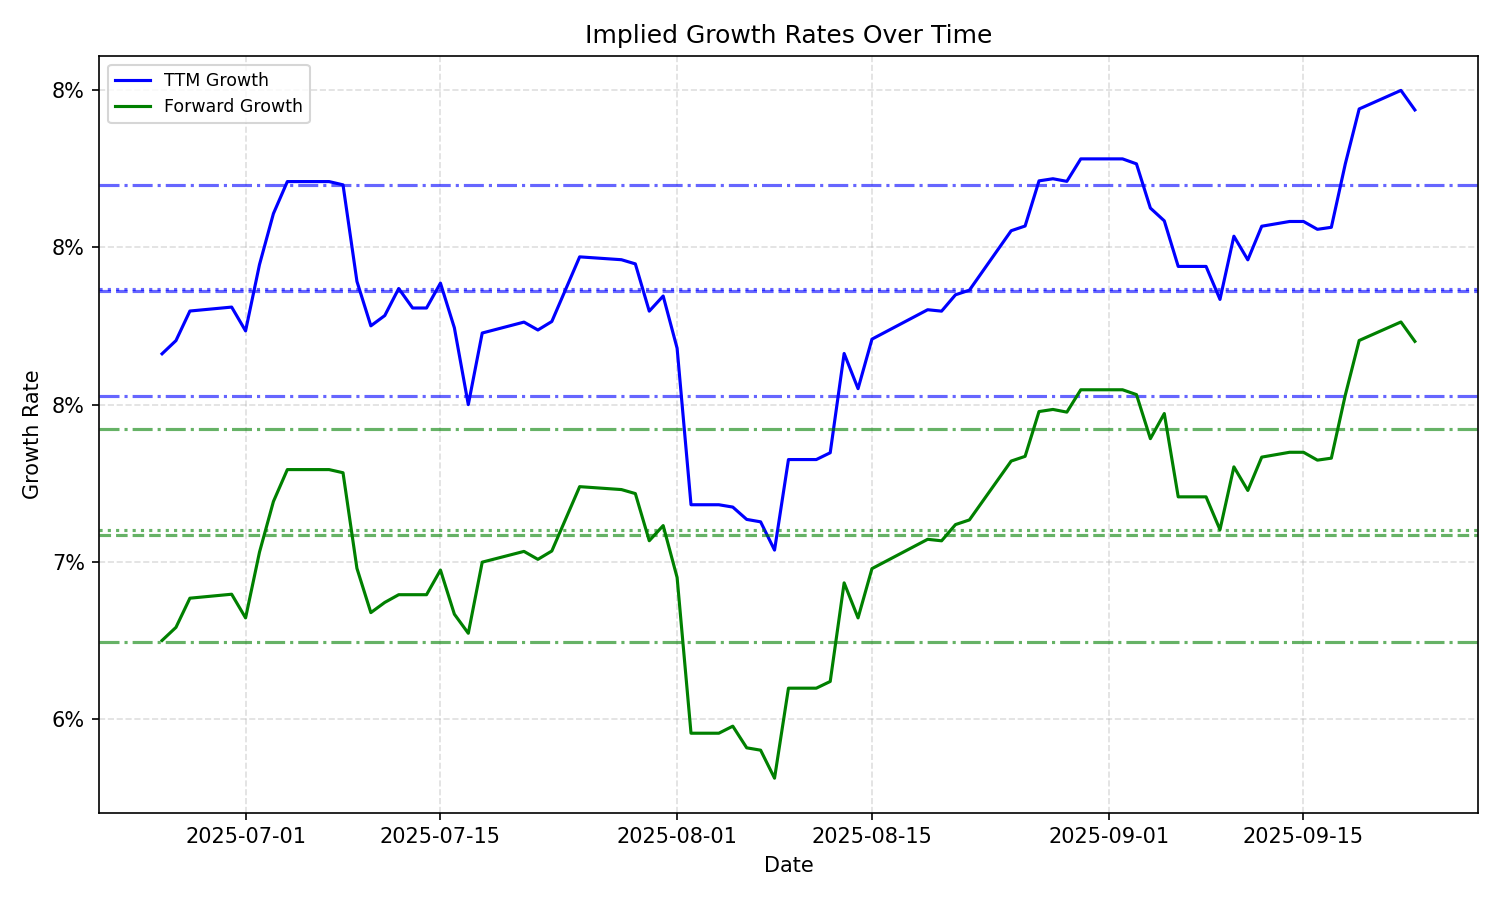 Implied Growth Rates Over Time
TTM Growth
Forward Growth
8%
8%
8%
7%
6%
Growth Rate
2025-07-01
2025-07-15
2025-08-01
2025-08-15
2025-09-01
2025-09-15
Date